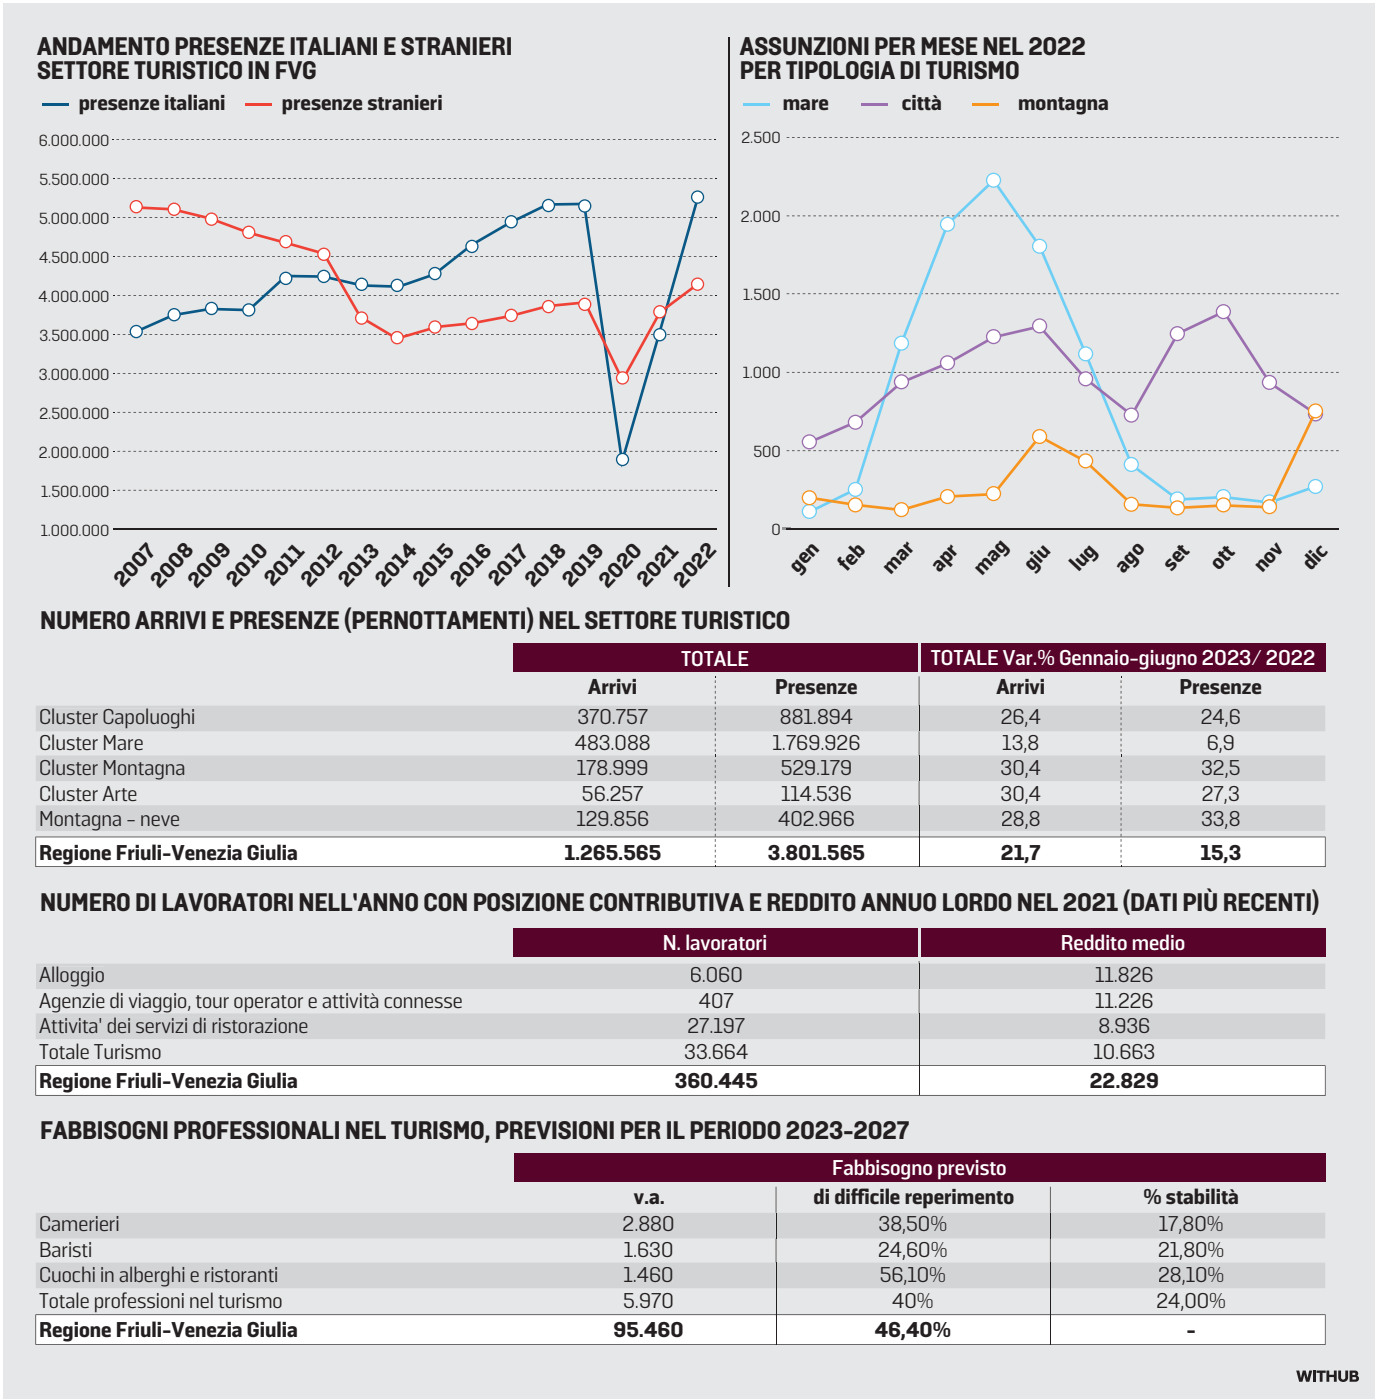 ANDAMENTO PRESENZE ITALIANI E STRANIERI
SETTORE TURISTICO IN FVG
presenze italiani presenze stranieri
6.000.000
5.500.000
5.000.000
4.500.000
4.000.000
3.500.000
3.000.000
2.500.000
2.000.000
1.500.000
1.000.000
2007 2008 2009 2010 2011 2012 2013 2014 2015 2016 2017 2018 2019 2020 2021 2022
ASSUNZIONI PER MESE NEL 2022
PER TIPOLOGIA DI TURISMO
mare città montagna
2.500
2.000
1.500
1.000
500
0
gen feb mar apr mag giu lug ago set ott nov dic
NUMERO ARRIVI E PRESENZE (PERNOTTAMENTI) NEL SETTORE TURISTICO
TOTALE TOTALE Var.% Gennaio-giugno 2023/ 2022
Arrivi Presenze Arrivi Presenze
Cluster Capoluoghi 370.757 881.894 26,4 24,6
Cluster Mare 483.088 1.769.926 13,8 6,9
Cluster Montagna 178.999 529.179 30,4 32,5
Cluster Arte 56.257 114.536 30,4 27,3
Montagna - neve 129.856 402.966 28,8 33,8
Regione Friuli-Venezia Giulia 1.265.565 3.801.565 21,7 15,3
NUMERO DI LAVORATORI NELL'ANNO CON POSIZIONE CONTRIBUTIVA E REDDITO ANNUO LORDO NEL 2021 (DATI PIÙ RECENTI)
N. lavoratori Reddito medio
Alloggio 6.060 11.826
Agenzie di viaggio, tour operator e attività connesse 407 11.226
Attivita' dei servizi di ristorazione 27.197 8.936
Totale Turismo 33.664 10.663
Regione Friuli-Venezia Giulia 360.445 22.829
FABBISOGNI PROFESSIONALI NEL TURISMO, PREVISIONI PER IL PERIODO 2023-2027
Fabbisogno previsto
v.a. di difficile reperimento % stabilità
Camerieri 2.880 38,50% 17,80%
Baristi 1.630 24,60% 21,80%
Cuochi in alberghi e ristoranti 1.460 56,10% 28,10%
Totale professioni nel turismo 5.970 40% 24,00%
Regione Friuli-Venezia Giulia 95.460 46,40% -
WITHUB